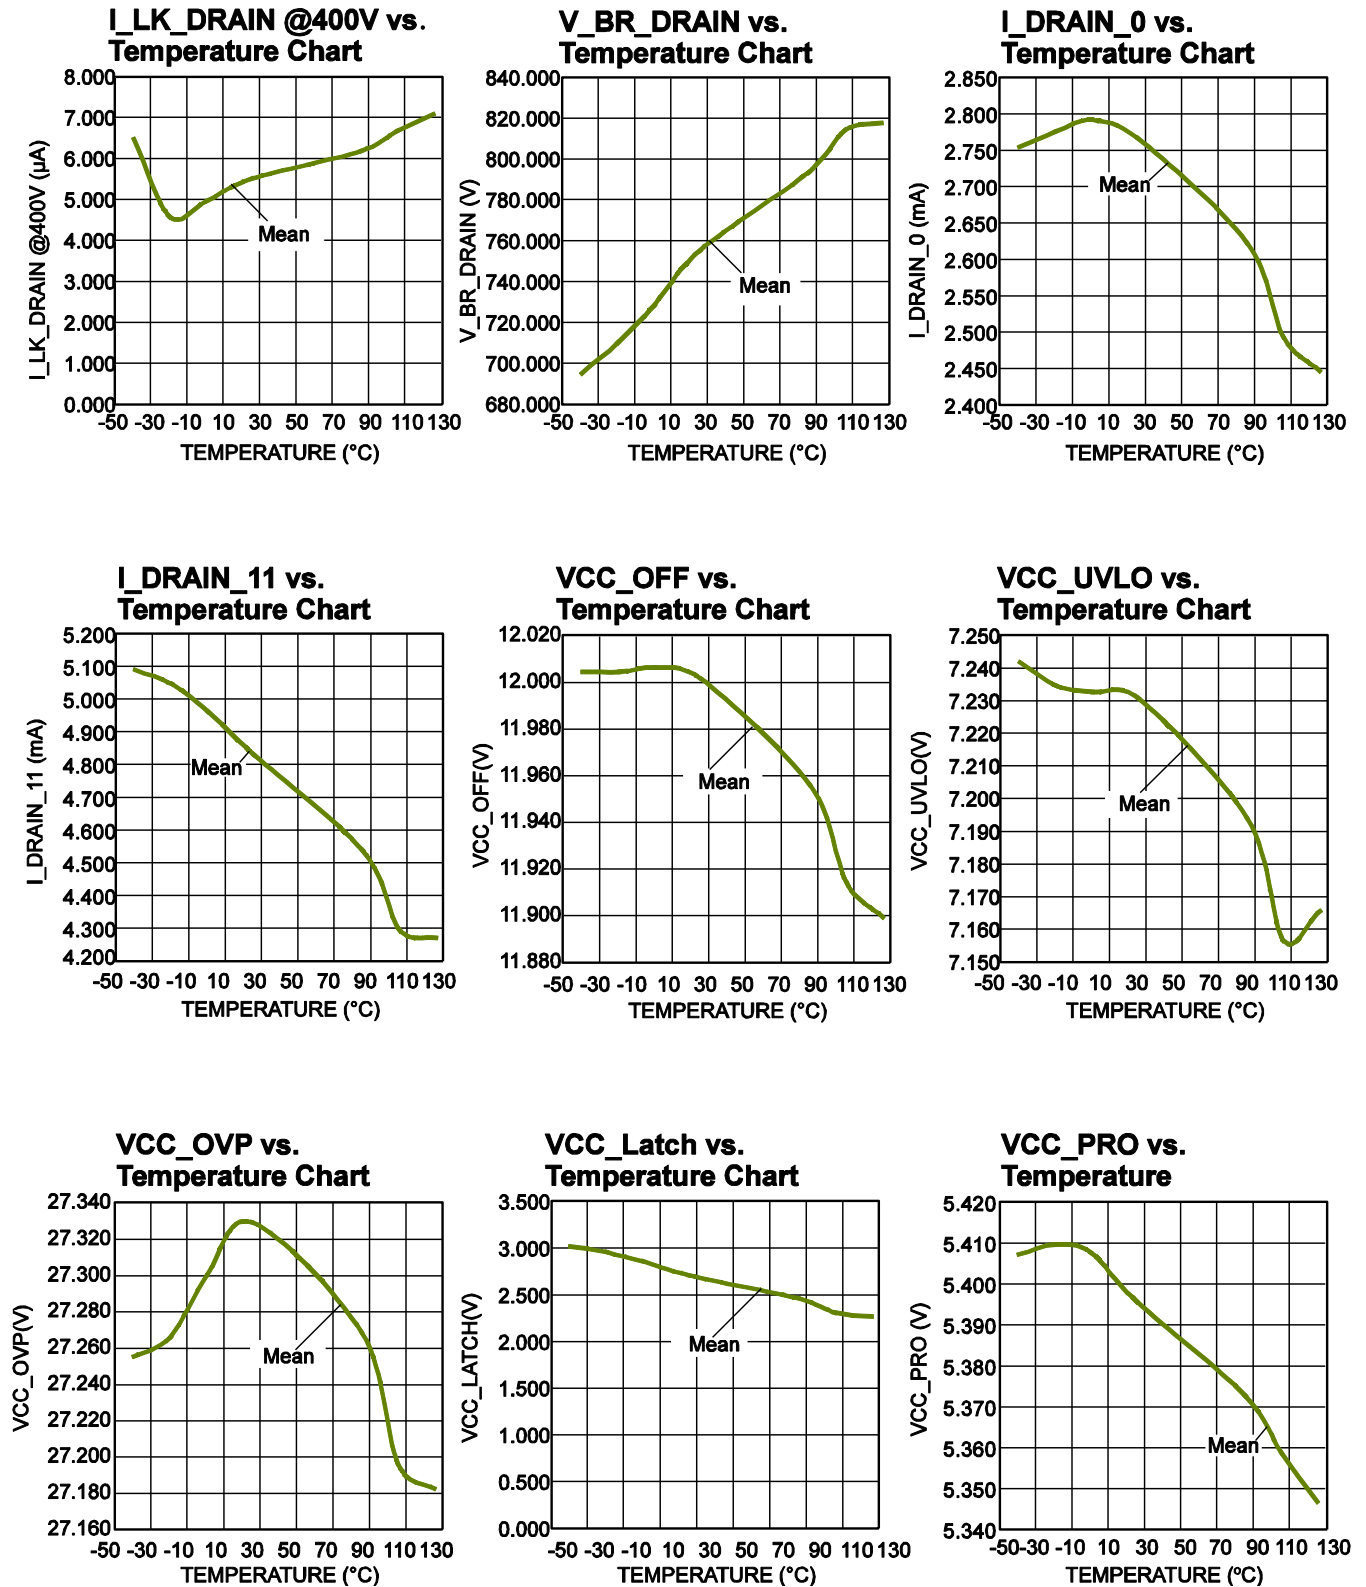 I_LK_DRAIN @400V vs.
Temperature Chart
8.000
7.000
6.000
5.000
4.000
3.000
2.000
1.000
0.000
I_LK_DRAIN @400V (µA)
Mean
-50 -30 -10 10 30 50 70 90 110 130
TEMPERATURE (°C)
V_BR_DRAIN vs.
Temperature Chart
840.000
820.000
800.000
780.000
760.000
740.000
720.000
700.000
680.000
V_BR_DRAIN (V)
Mean
-50 -30 -10 10 30 50 70 90 110 130
TEMPERATURE (°C)
I_DRAIN_0 vs.
Temperature Chart
2.850
2.800
2.750
2.700
2.650
2.600
2.550
2.500
2.450
2.400
I_DRAIN_0 (mA)
Mean
-50 -30 -10 10 30 50 70 90 110 130
TEMPERATURE (°C)
I_DRAIN_11 vs.
Temperature Chart
5.200
5.100
5.000
4.900
4.800
4.700
4.600
4.500
4.400
4.300
4.200
I_DRAIN_11 (mA)
Mean
-50 -30 -10 10 30 50 70 90 110 130
TEMPERATURE (°C)
VCC_OFF vs.
Temperature Chart
12.020
12.000
11.980
11.960
11.940
11.920
11.900
11.880
VCC_OFF(V)
Mean
-50 -30 -10 10 30 50 70 90 110 130
TEMPERATURE (°C)
VCC_UVLO vs.
Temperature Chart
7.250
7.240
7.230
7.220
7.210
7.200
7.190
7.180
7.170
7.160
7.150
VCC_UVLO(V)
Mean
-50 -30 -10 10 30 50 70 90 110 130
TEMPERATURE (°C)
VCC_OVP vs.
Temperature Chart
27.340
27.320
27.300
27.280
27.260
27.240
27.220
27.200
27.180
27.160
VCC_OVP(V)
Mean
-50 -30 -10 10 30 50 70 90 110 130
TEMPERATURE (°C)
VCC_Latch vs.
Temperature Chart
3.500
3.000
2.500
2.000
1.500
1.000
0.500
0.000
VCC_LATCH(V)
Mean
-50 -30 -10 10 30 50 70 90 110 130
TEMPERATURE (°C)
VCC_PRO vs.
Temperature
5.420
5.410
5.400
5.390
5.380
5.370
5.360
5.350
5.340
VCC_PRO (V)
Mean
-50 -30 -10 10 30 50 70 90 110 130
TEMPERATURE (ºC)